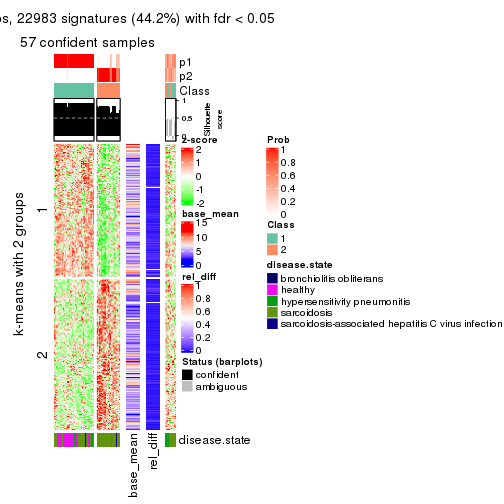 os, 22983 signatures (44.2%) with fdr < 0.05
57 confident samples
p1
p2
Class
1
0.5
0
Silhouette
score
k-means with 2 groups
1
2
z-score
2
1
0
-1
-2
base_mean
15
10
5
0
rel_diff
1
0.8
0.6
0.4
0.2
0
Status (barplots)
confident
ambiguous
disease.state
base_mean
rel_diff
Prob
1
0.8
0.6
0.4
0.2
0
Class
1
2
disease.state
bronchiolitis obliterans
healthy
hypersensitivity pneumonitis
sarcoidosis
sarcoidosis-associated hepatitis C virus infection